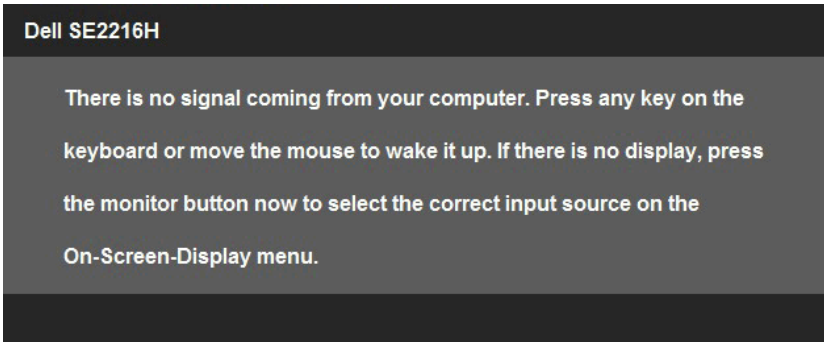 Dell SE2216H
There is no signal coming from your computer. Press any key on the
keyboard or move the mouse to wake it up. If there is no display, press
the monitor button now to select the correct input source on the
On-Screen-Display menu.